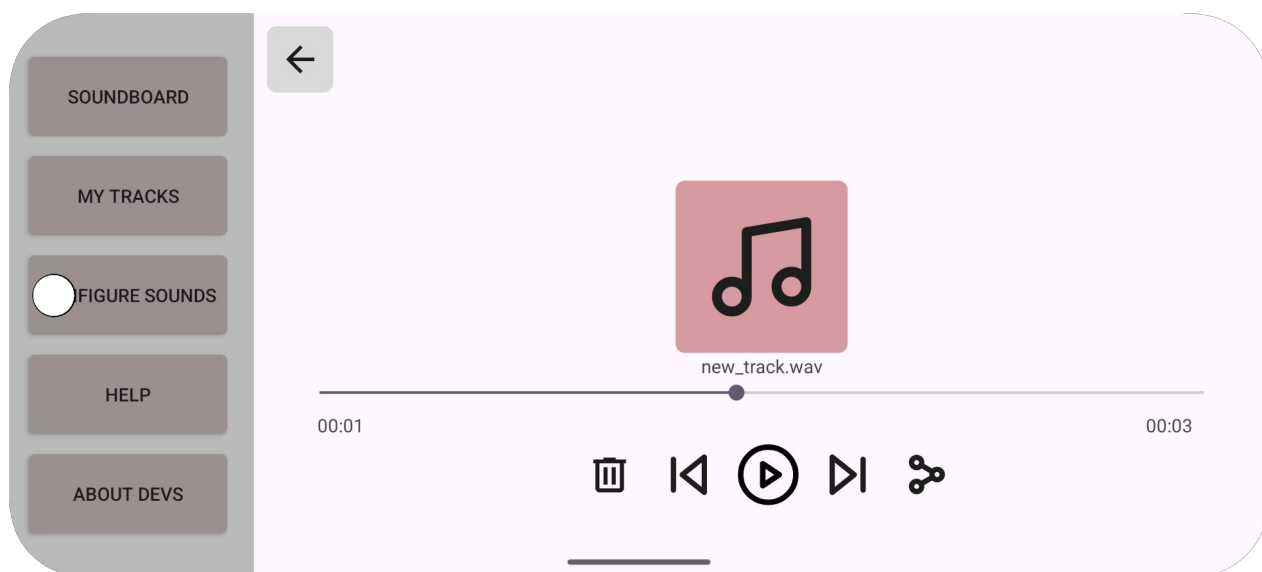 SOUNDBOARD
MY TRACKS
FIGURE SOUNDS
HELP
ABOUT DEVS
new_track.wav
00:01
00:03